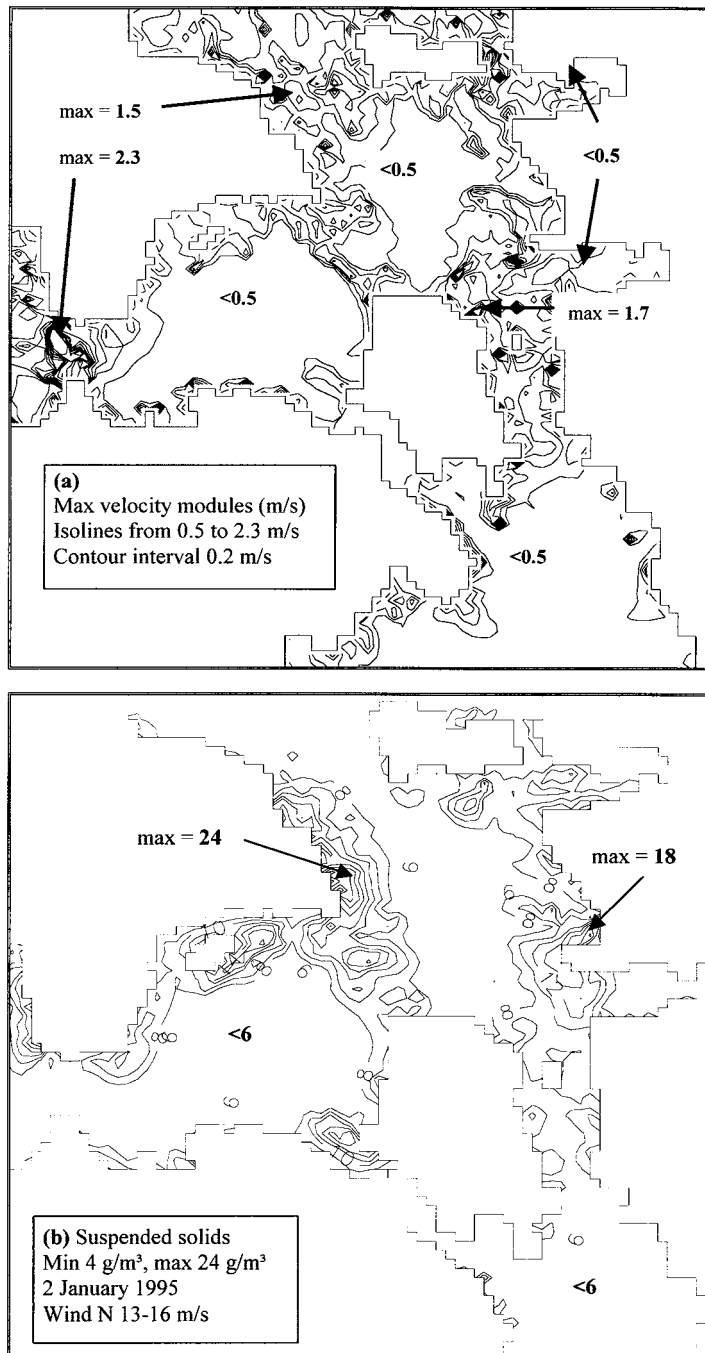 max = 1.5
max = 2.3
<0.5
<0.5
<0.5
max = 1.7
<0.5
(a)
Max velocity modules (m/s)
Isolines from 0.5 to 2.3 m/s
Contour interval 0.2 m/s
max = 24
max = 18
<6
<6
(b) Suspended solids
Min 4 g/m³, max 24 g/m³
2 January 1995
Wind N 13-16 m/s